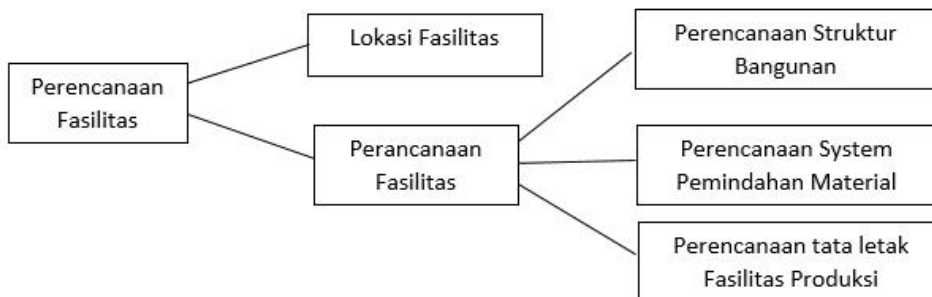 Perencanaan
Fasilitas
Lokasi Fasilitas
Perancanaan
Fasilitas
Perencanaan Struktur
Bangunan
Perencanaan System
Pemindahan Material
Perencanaan tata letak
Fasilitas Produksi